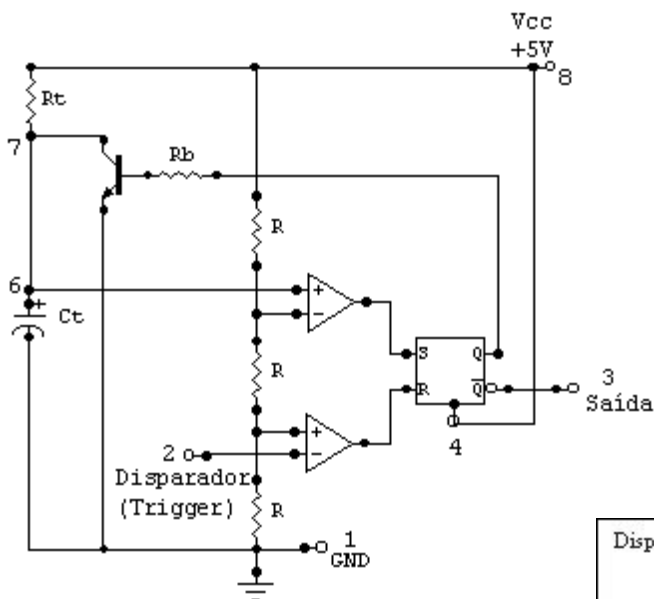 Vcc
+5V
8
Rt
7
Rb
R
6
+
Ct
+
−
S Q
R
R Q̅
3
Saída
+
−
2
4
Disparador
(Trigger)
R
1
GND
Disp